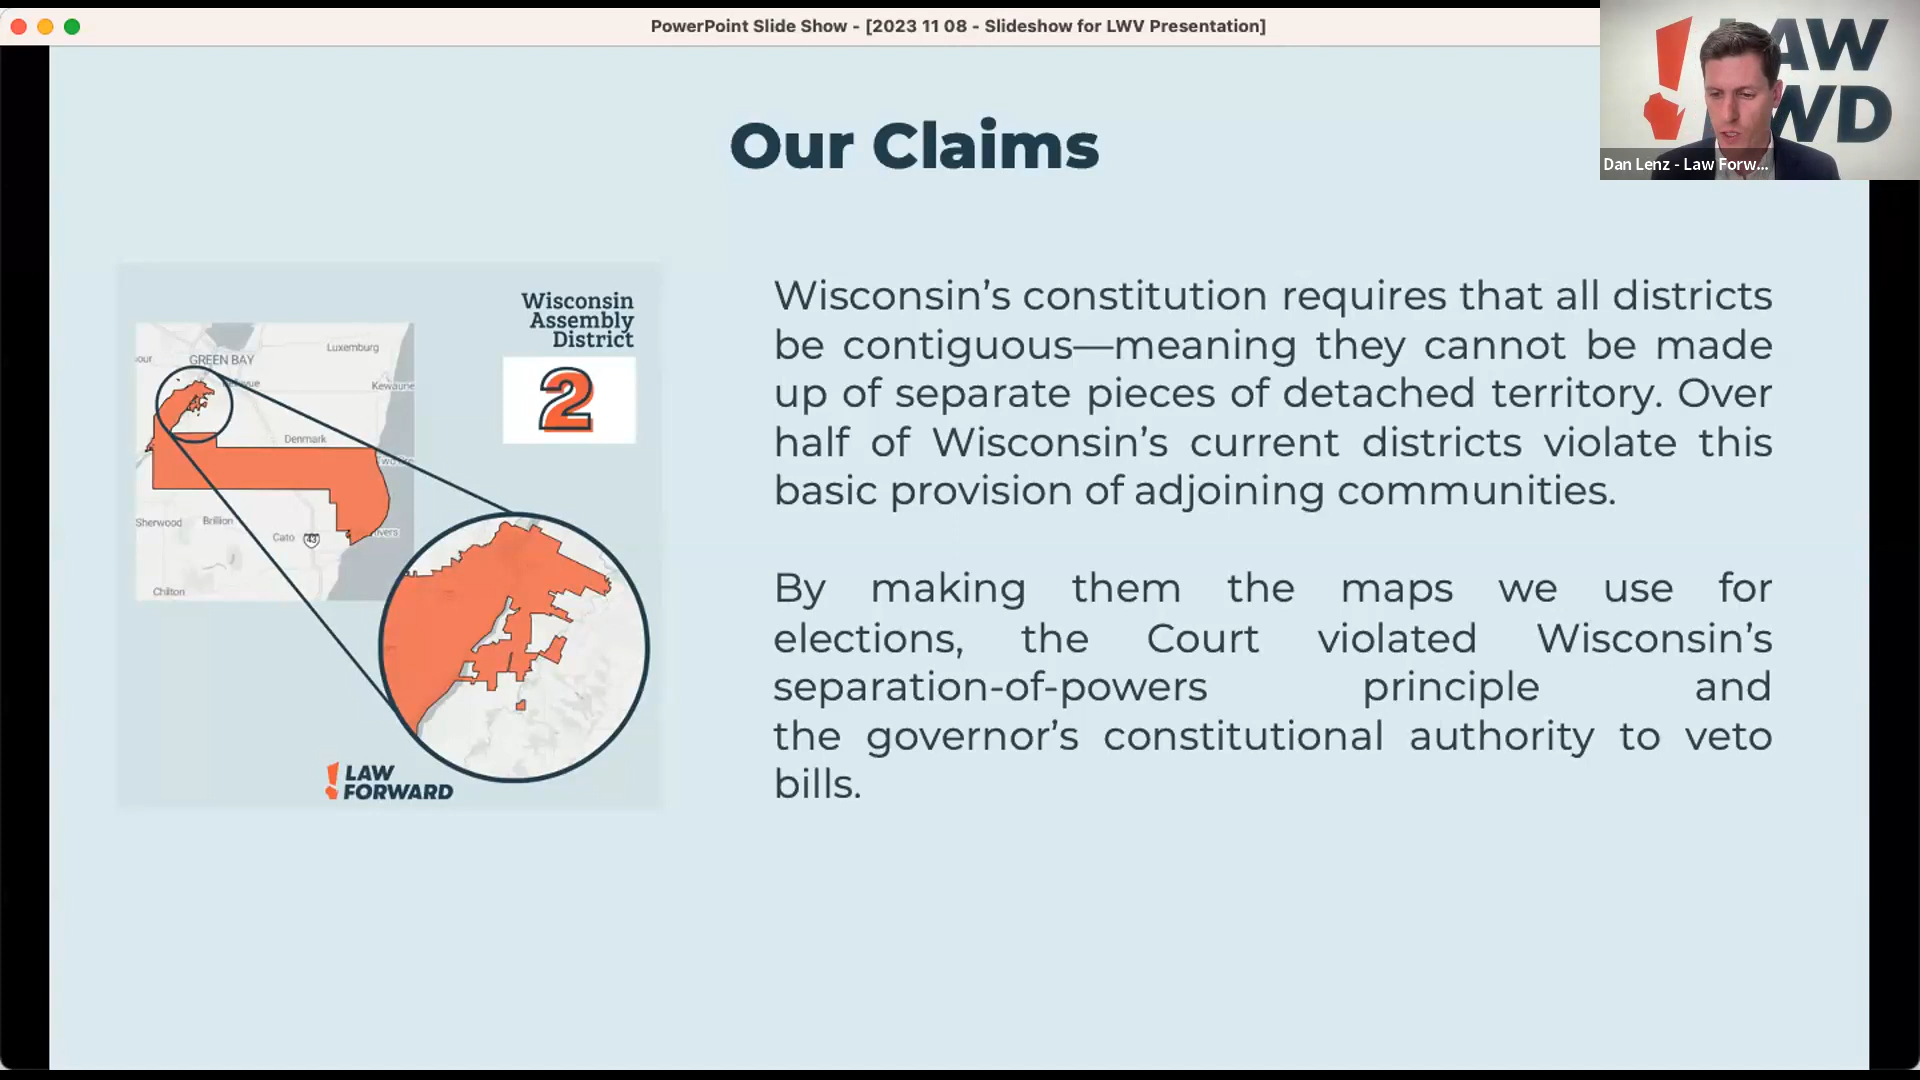 PowerPoint Slide Show - [2023 11 08 - Slideshow for LWV Presentation]
LAW
WD
Dan Lenz - Law Forw...
Our Claims
Wisconsin
Assembly
District
2
GREEN BAY
Luxemburg
Kewaune
Denmark
Sherwood
Brillion
Cato
43
Chilton
LAW
FORWARD
Wisconsin’s constitution requires that all districts
be contiguous—meaning they cannot be made
up of separate pieces of detached territory. Over
half of Wisconsin’s current districts violate this
basic provision of adjoining communities.
By making them the maps we use for
elections, the Court violated Wisconsin’s
separation-of-powers principle and
the governor’s constitutional authority to veto
bills.